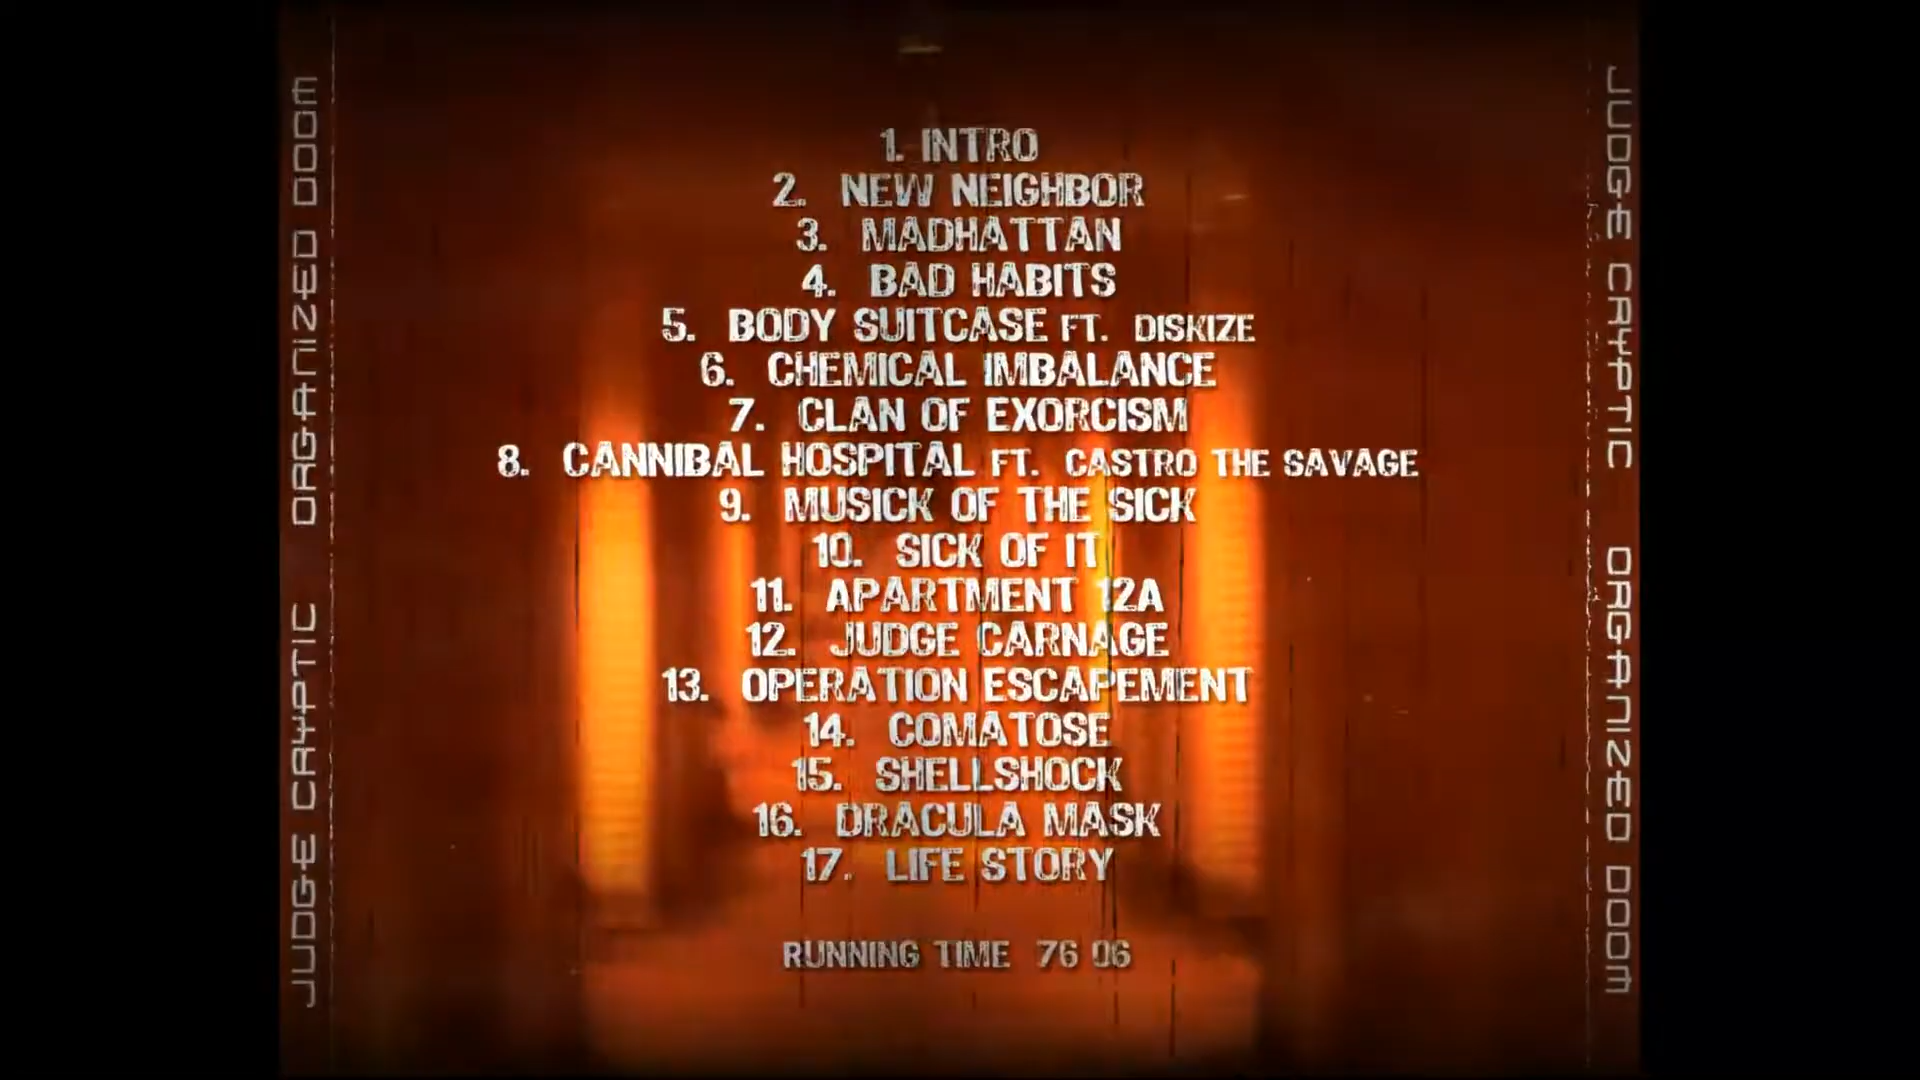 JUDGE CRYPTIC ORGANIZED DOOM
1. INTRO
2. NEW NEIGHBOR
3. MADHATTAN
4. BAD HABITS
5. BODY SUITCASE FT. DISKIZE
6. CHEMICAL IMBALANCE
7. CLAN OF EXORCISM
8. CANNIBAL HOSPITAL FT. CASTRO THE SAVAGE
9. MUSICK OF THE SICK
10. SICK OF IT
11. APARTMENT 12A
12. JUDGE CARNAGE
13. OPERATION ESCAPEMENT
14. COMATOSE
15. SHELLSHOCK
16. DRACULA MASK
17. LIFE STORY
RUNNING TIME 76 06
JUDGE CRYPTIC ORGANIZED DOOM